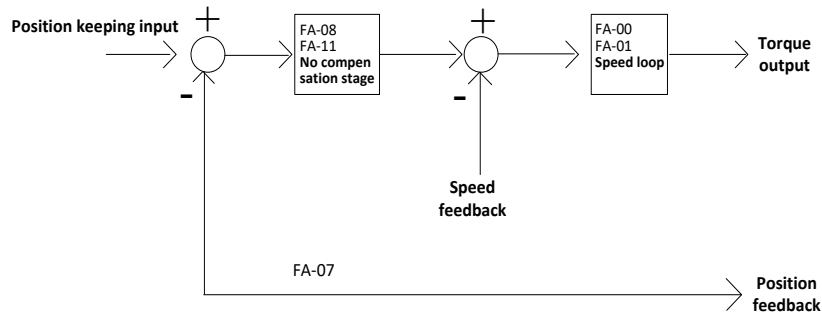 Position keeping input
+
-
FA-08
FA-11
No compen
sation stage
+
-
Speed
feedback
FA-00
FA-01
Speed loop
Torque
output
FA-07
Position
feedback